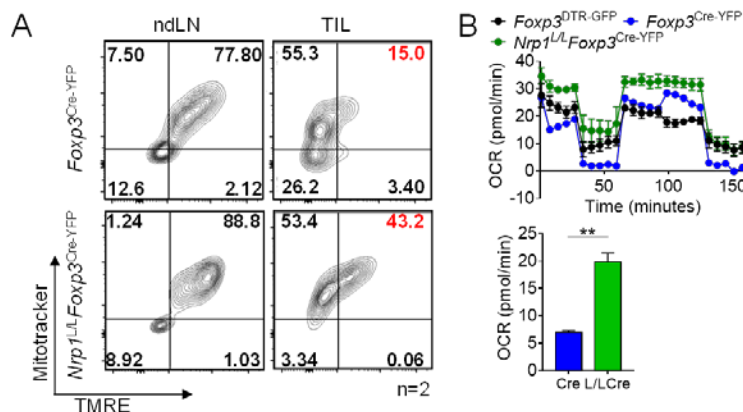 A
ndLN
TIL
Foxp3Cre-YFP
7.50
77.80
12.6
2.12
55.3
15.0
26.2
3.40
Nrp1L/LFoxp3Cre-YFP
1.24
88.8
8.92
1.03
53.4
43.2
3.34
0.06
Mitotracker
TMRE
n=2
B
Foxp3DTR-GFP
Foxp3Cre-YFP
Nrp1L/LFoxp3Cre-YFP
OCR (pmol/min)
40
30
20
10
0
-10
50
100
150
Time (minutes)
OCR (pmol/min)
25
20
15
10
5
0
**
Cre L/LCre